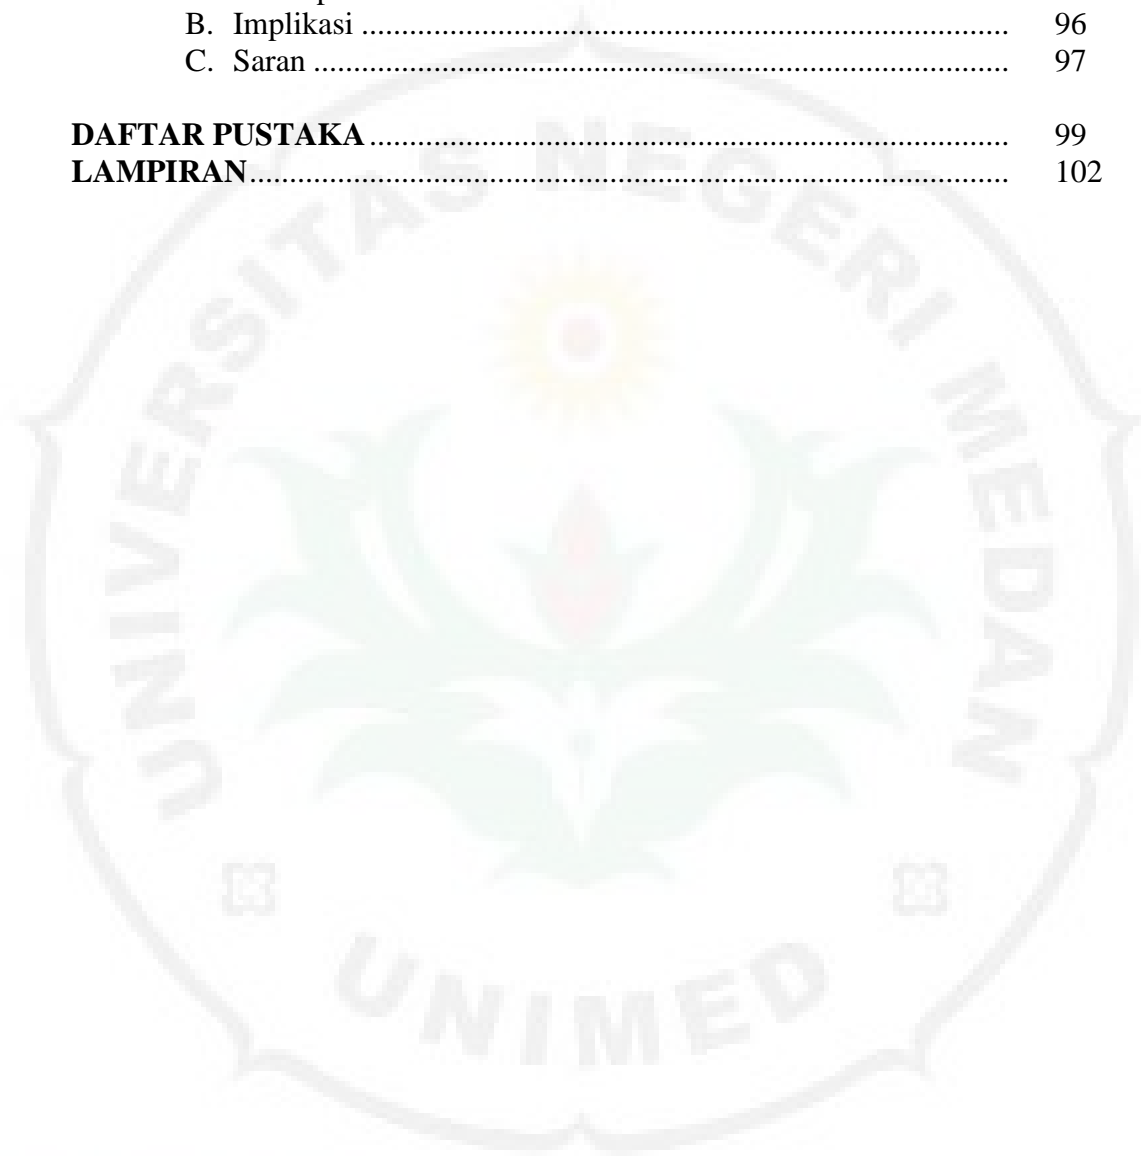 B. Implikasi ................................................................................. 96
C. Saran ....................................................................................... 97
DAFTAR PUSTAKA ................................................................................ 99
LAMPIRAN ............................................................................................... 102
UNIVERSITAS NEGERI MEDAN
UNIMED